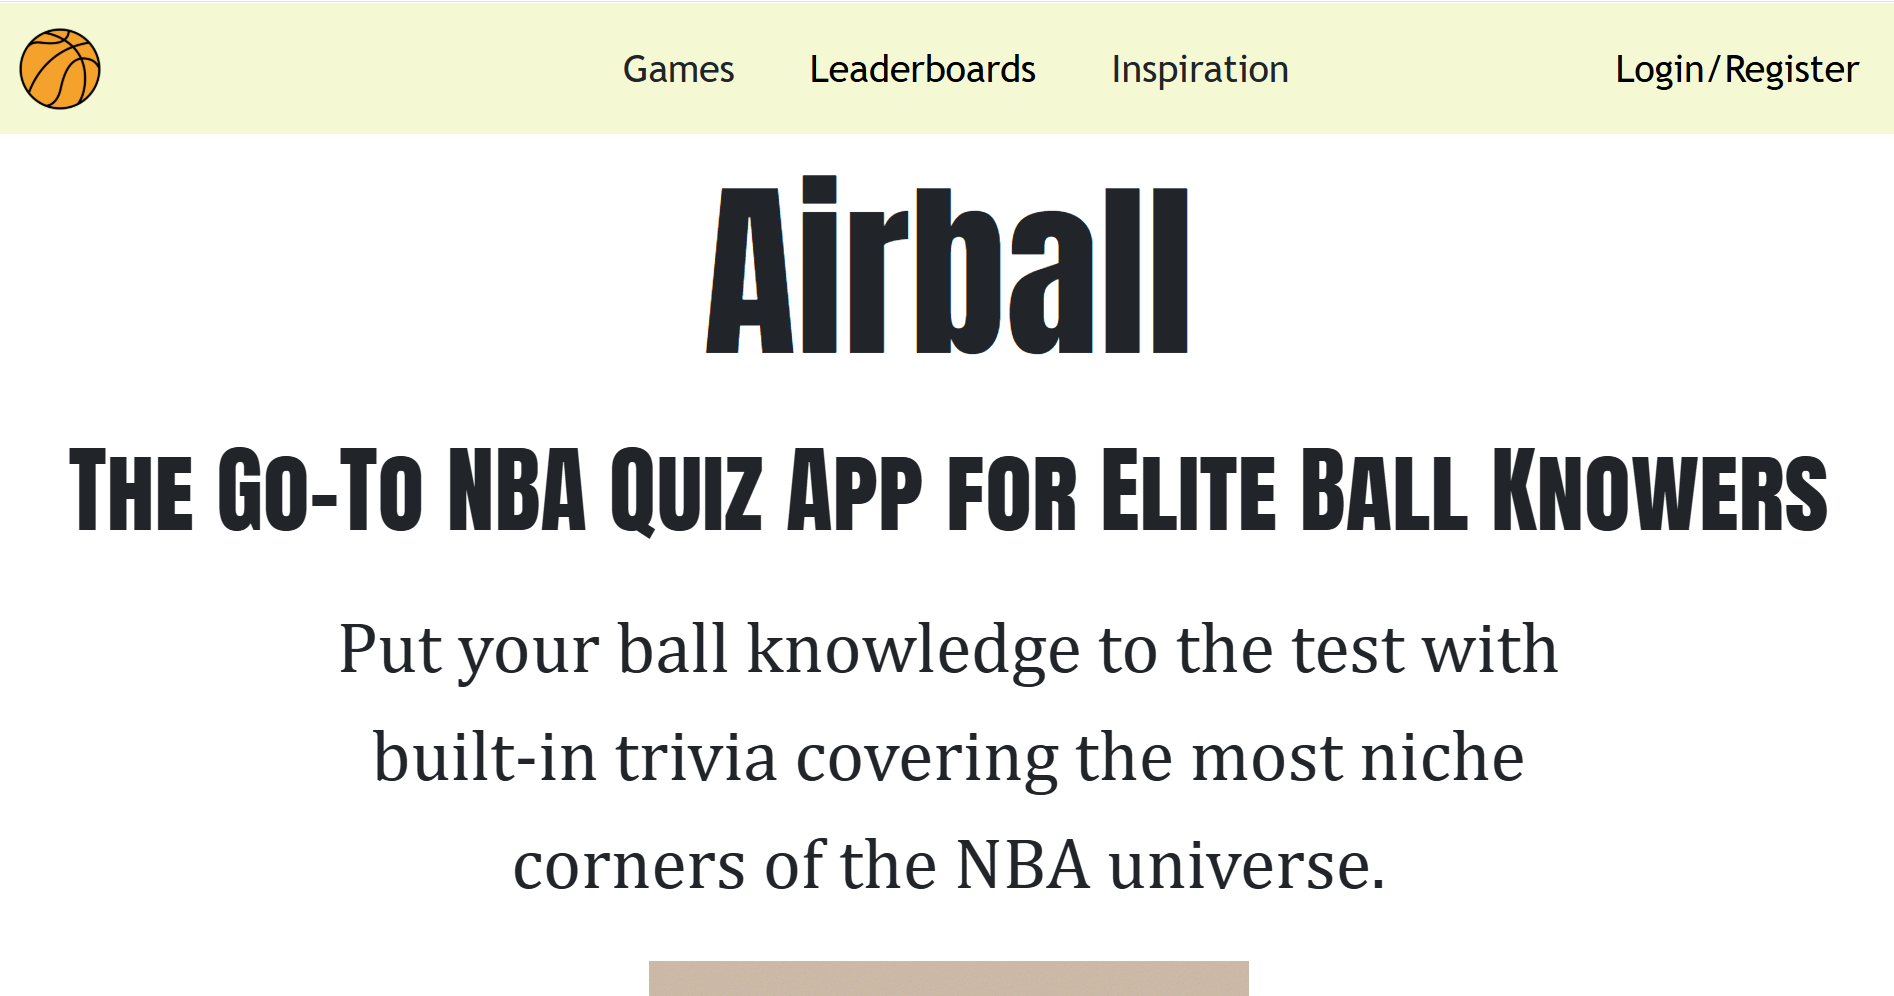 Games Leaderboards Inspiration Login/Register
Airball
The Go-To NBA Quiz App for Elite Ball Knowers
Put your ball knowledge to the test with
built-in trivia covering the most niche
corners of the NBA universe.